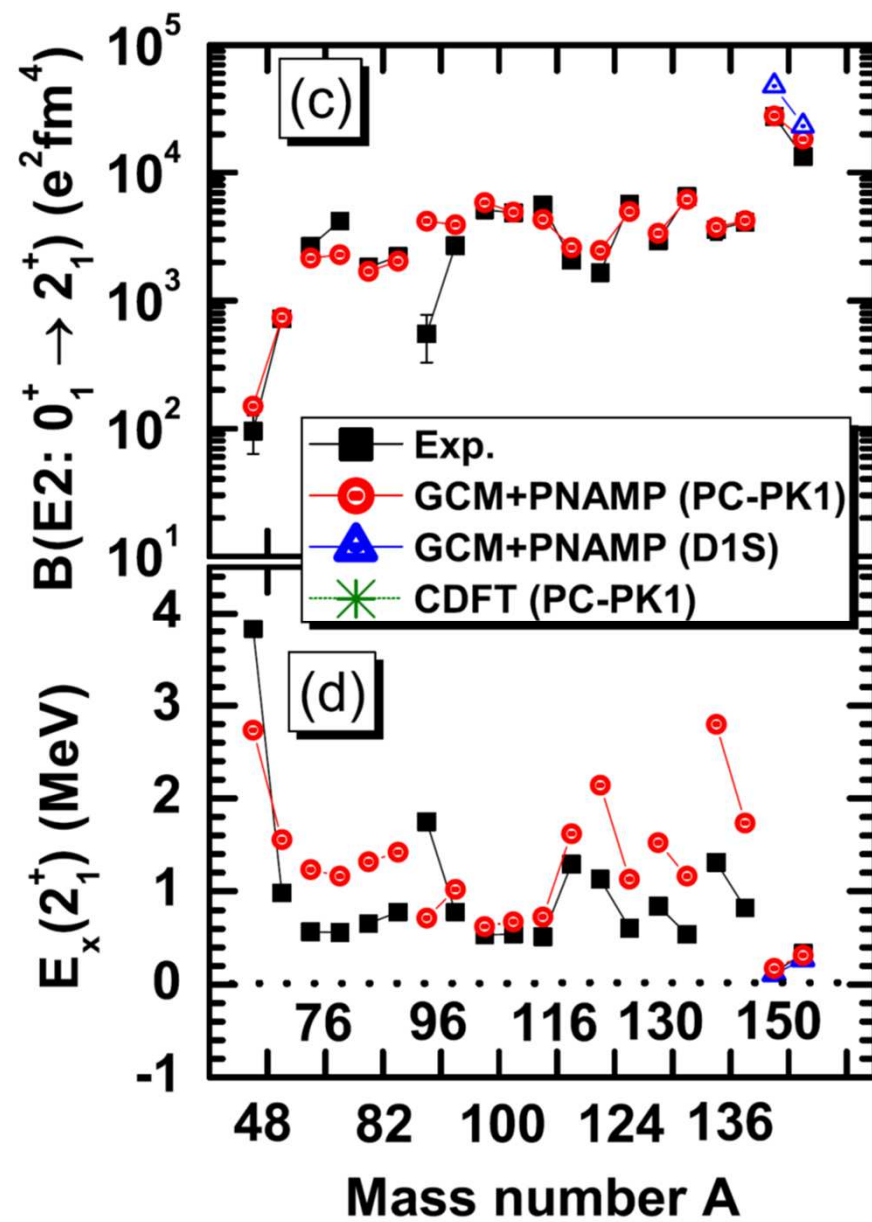 10^5
(c)
10^4
10^3
10^2
10^1
B(E2: 0_1^+ → 2_1^+) (e^2fm^4)
Exp.
GCM+PNAMP (PC-PK1)
GCM+PNAMP (D1S)
CDFT (PC-PK1)
4
(d)
3
2
1
0
-1
E_x(2_1^+) (MeV)
76 96 116 130 150
48 82 100 124 136
Mass number A